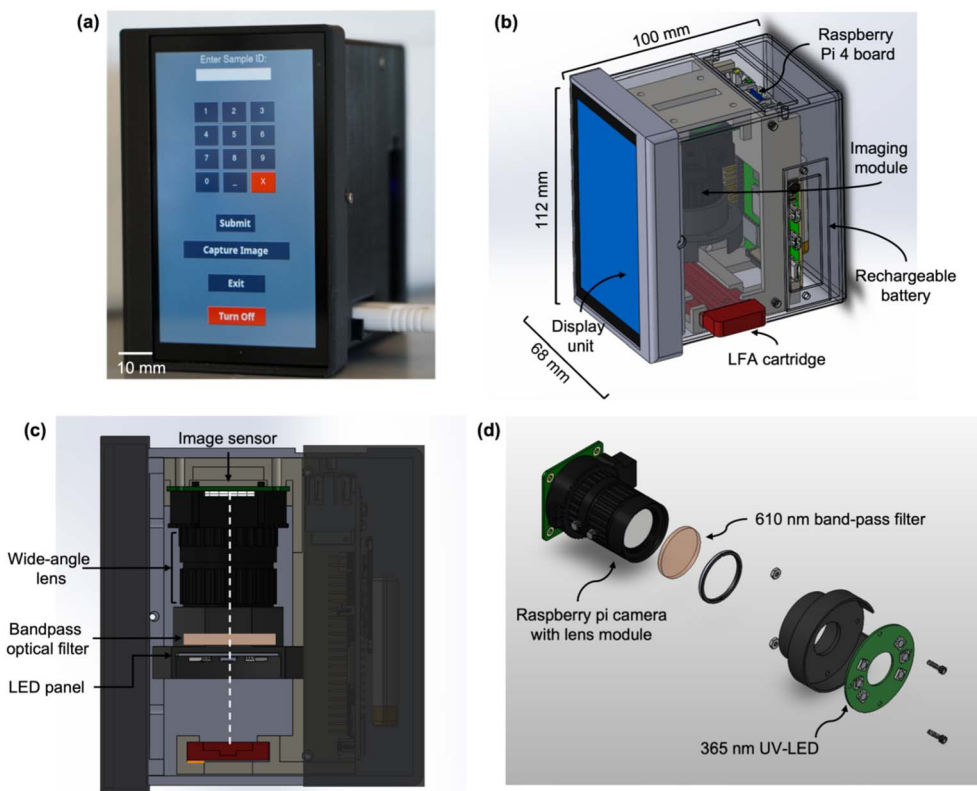 (a)
Enter Sample ID:
1 2 3
4 5 6
7 8 9
0 _ X
Submit
Capture Image
Exit
Turn Off
10 mm
(b)
100 mm
Raspberry
Pi 4 board
Imaging
module
112 mm
Rechargeable
battery
Display
unit
68 mm
LFA cartridge
(c)
Image sensor
Wide-angle
lens
Bandpass
optical filter
LED panel
(d)
610 nm band-pass filter
Raspberry pi camera
with lens module
365 nm UV-LED